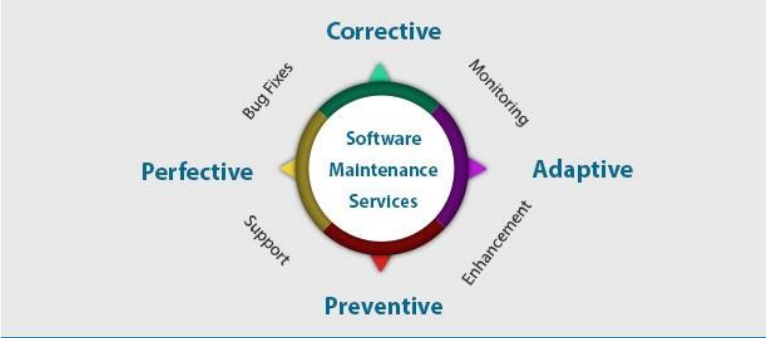 Corrective
Bug Fixes
Monitoring
Software
Maintenance
Services
Perfective
Adaptive
Support
Enhancement
Preventive